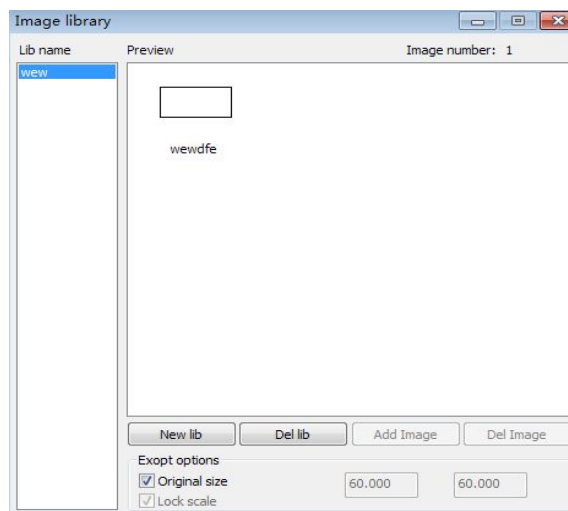 Image library
Lib name Preview Image number: 1
wew
wewdfe
New lib Del lib Add Image Del Image
Exopt options
Original size 60.000 60.000
Lock scale